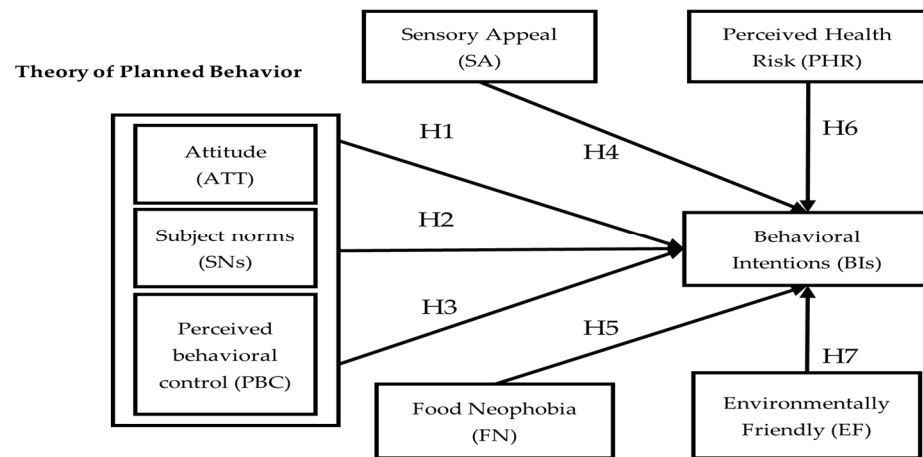 Sensory Appeal
(SA)
Perceived Health
Risk (PHR)
Theory of Planned Behavior
H1
H4
H6
Attitude
(ATT)
H2
Subject norms
(SNs)
Behavioral
Intentions (BIs)
H3
H5
Perceived
behavioral
control (PBC)
H7
Food Neophobia
(FN)
Environmentally
Friendly (EF)